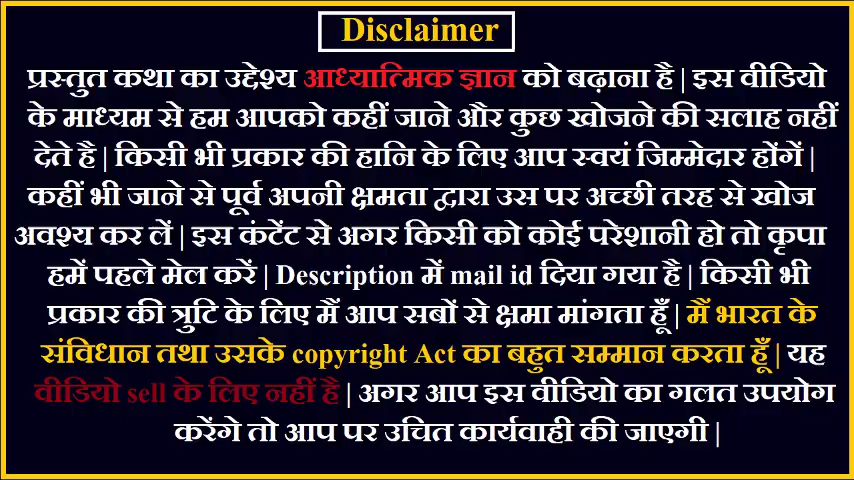 Disclaimer
प्रस्तुत कथा का उद्देश्य आध्यात्मिक ज्ञान को बढ़ाना है | इस वीडियो
के माध्यम से हम आपको कहीं जाने और कुछ खोजने की सलाह नहीं
देते है | किसी भी प्रकार की हानि के लिए आप स्वयं जिम्मेदार होंगें |
कहीं भी जाने से पूर्व अपनी क्षमता द्वारा उस पर अच्छी तरह से खोज
अवश्य कर लें | इस कंटेंट से अगर किसी को कोई परेशानी हो तो कृपा
हमें पहले मेल करें | Description में mail id दिया गया है | किसी भी
प्रकार की त्रुटि के लिए मैं आप सबों से क्षमा मांगता हूँ | मैं भारत के
संविधान तथा उसके copyright Act का बहुत सम्मान करता हूँ | यह
वीडियो sell के लिए नहीं है | अगर आप इस वीडियो का गलत उपयोग
करेंगे तो आप पर उचित कार्यवाही की जाएगी |